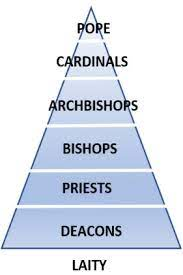 POPE
CARDINALS
ARCHBISHOPS
BISHOPS
PRIESTS
DEACONS
LAITY